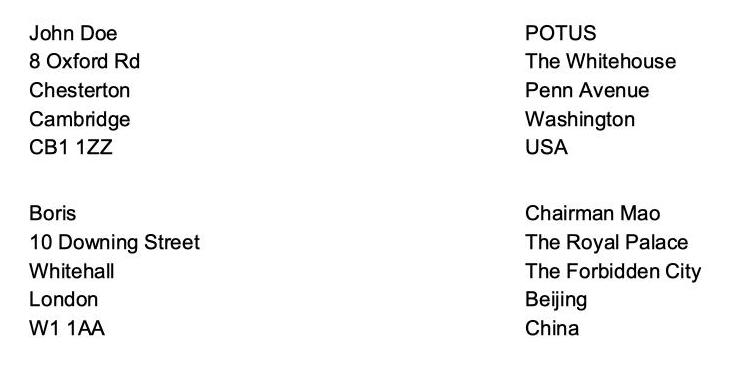 John Doe
8 Oxford Rd
Chesterton
Cambridge
CB1 1ZZ
POTUS
The Whitehouse
Penn Avenue
Washington
USA
Boris
10 Downing Street
Whitehall
London
W1 1AA
Chairman Mao
The Royal Palace
The Forbidden City
Beijing
China